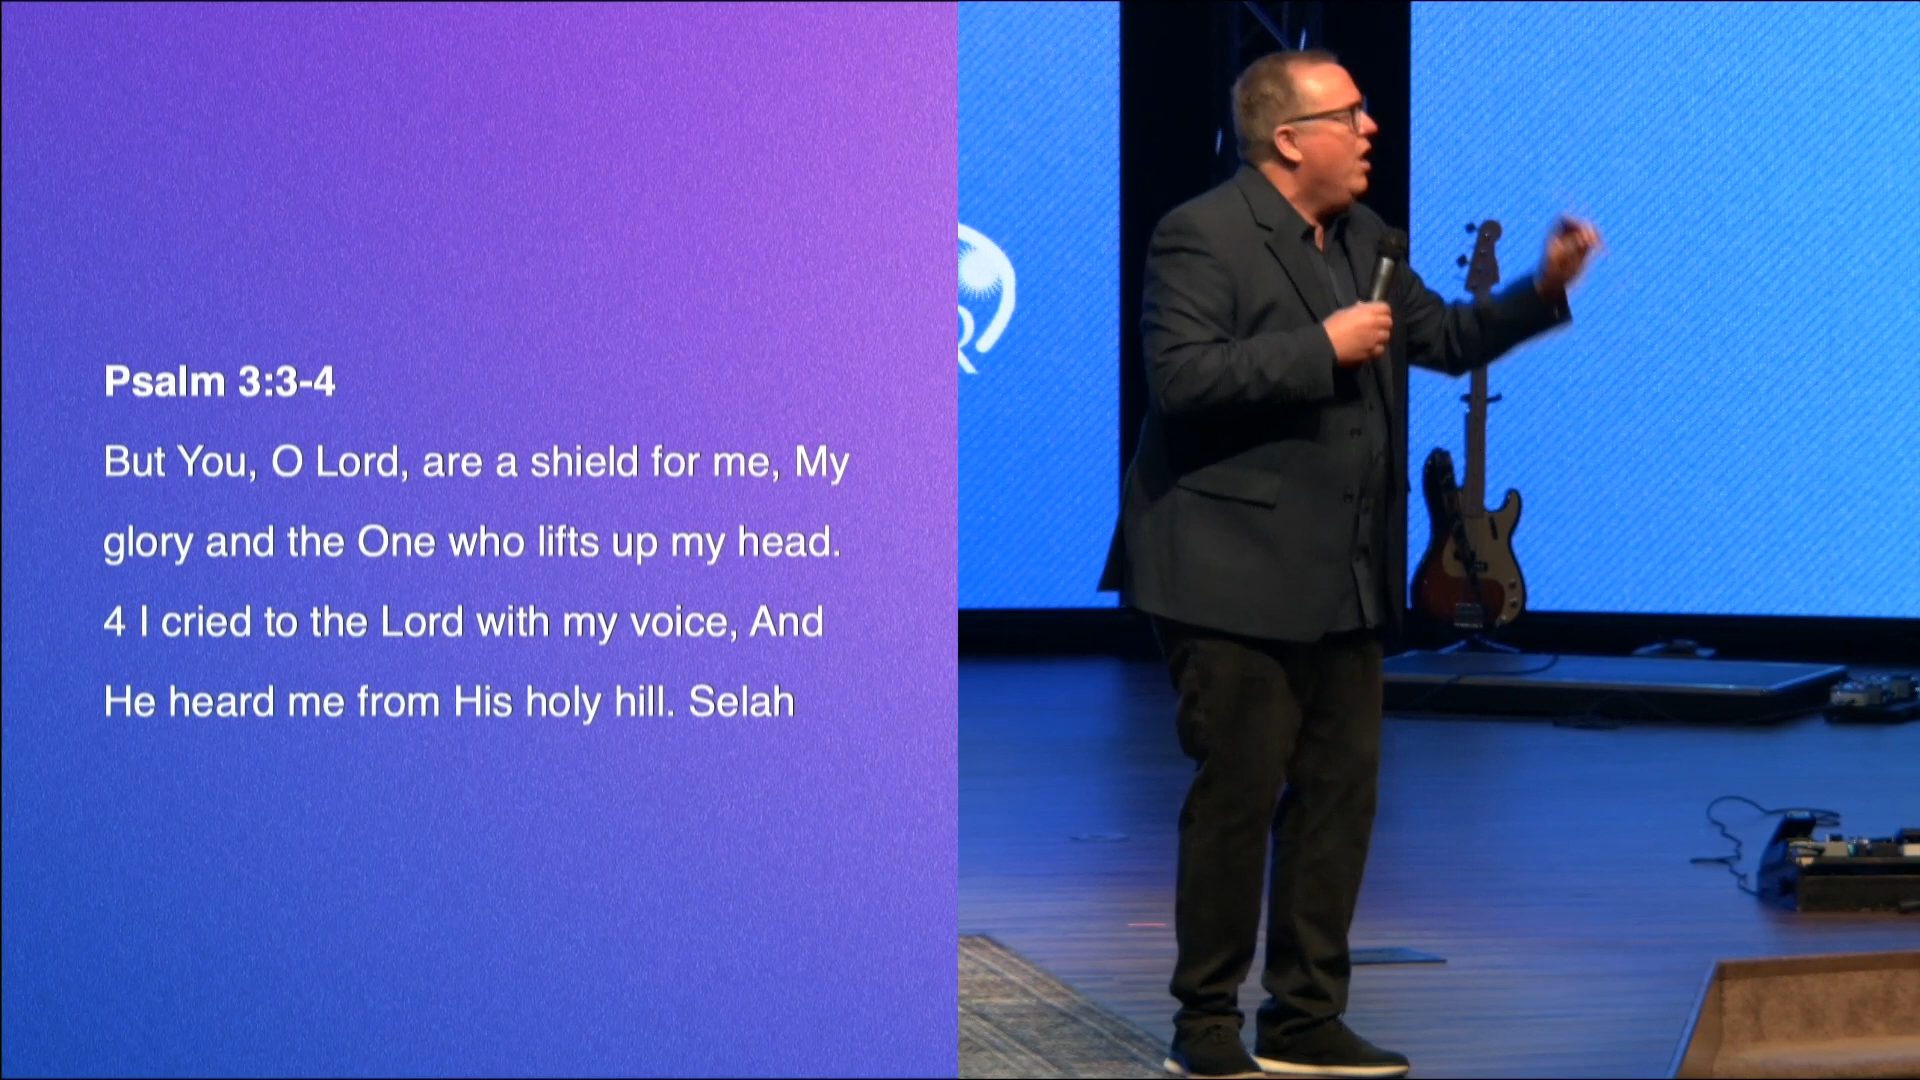 Psalm 3:3-4
But You, O Lord, are a shield for me, My
glory and the One who lifts up my head.
4 I cried to the Lord with my voice, And
He heard me from His holy hill. Selah
R